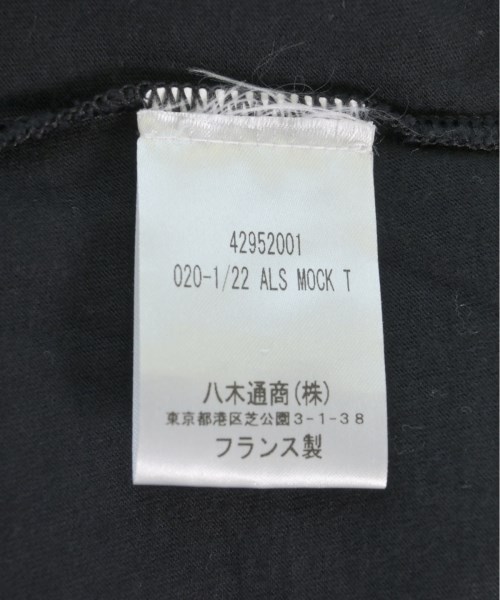 42952001
020-1/22 ALS MOCK T
八木通商(株)
東京都港区芝公園3-1-38
フランス製